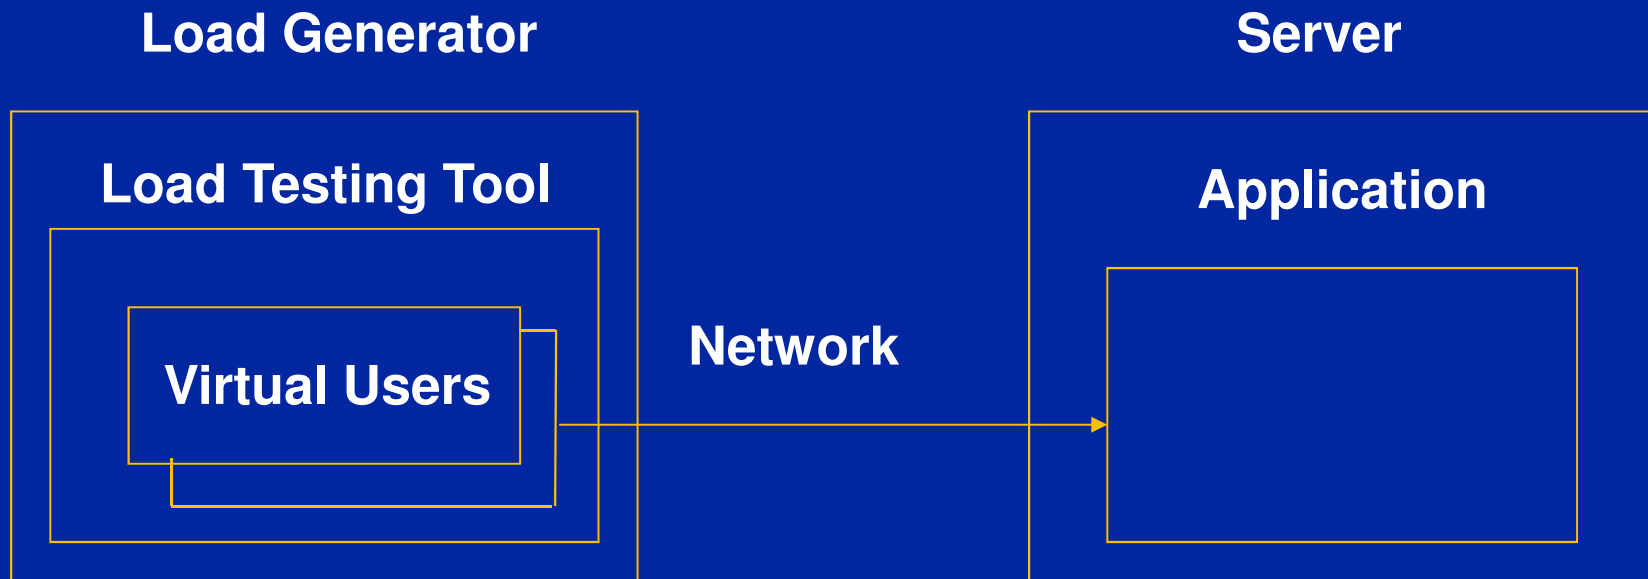 Load Generator
Server
Load Testing Tool
Application
Network
Virtual Users